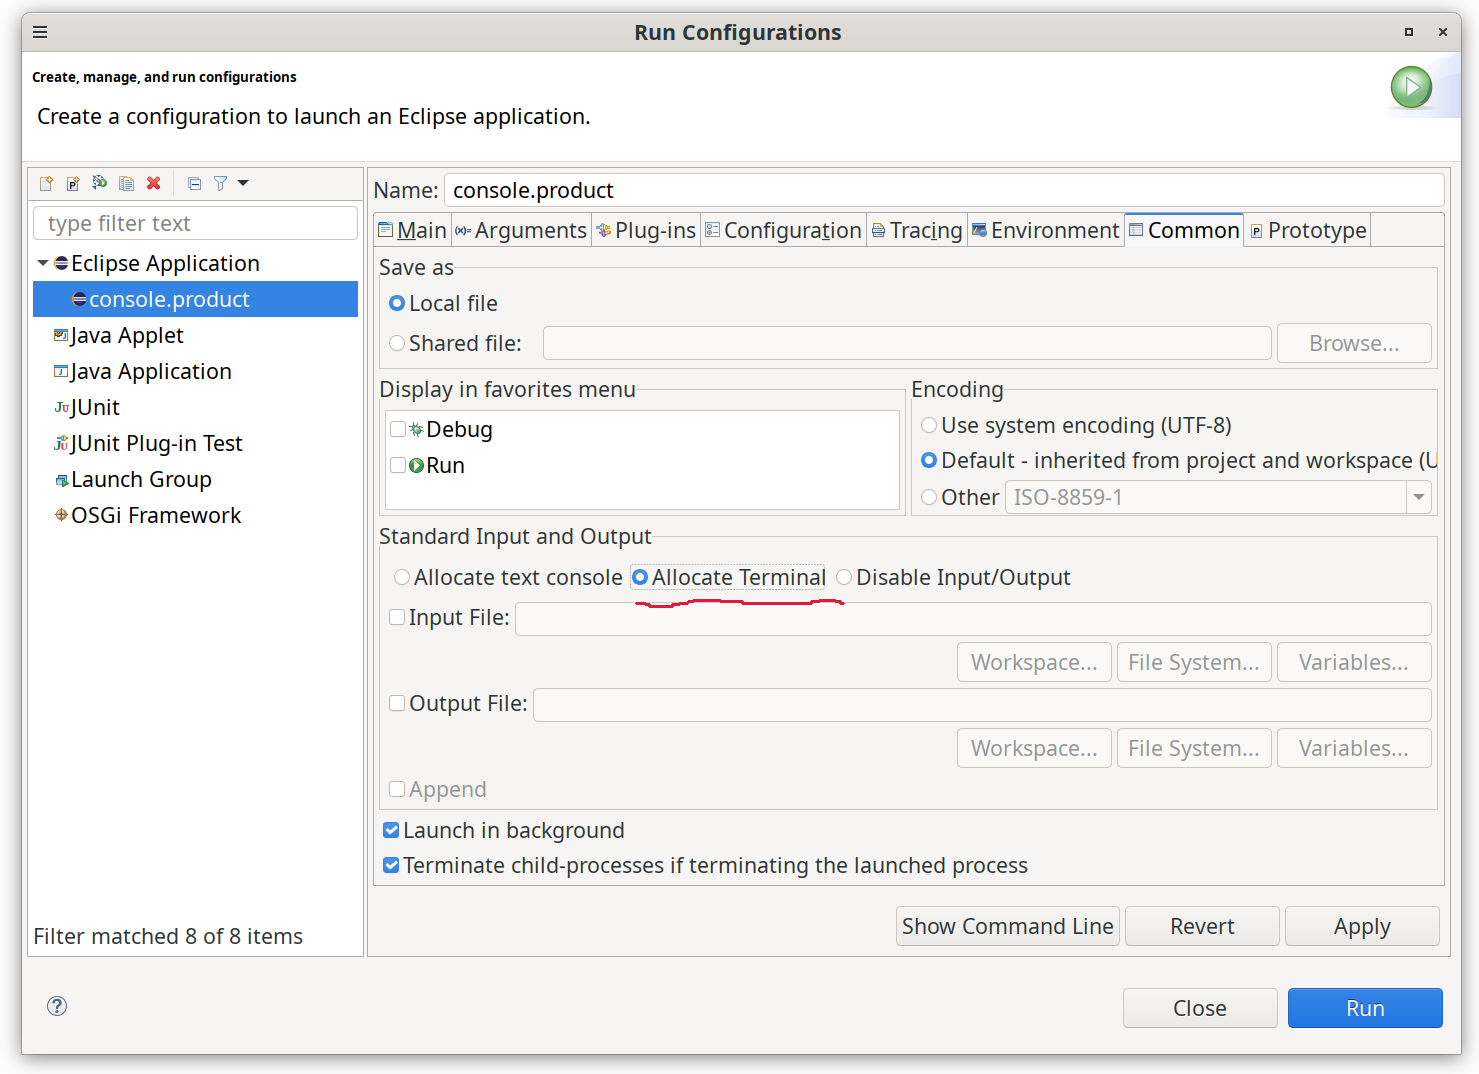 Run Configurations
Create, manage, and run configurations
Create a configuration to launch an Eclipse application.
type filter text
Eclipse Application
console.product
Java Applet
Java Application
JUnit
JUnit Plug-in Test
Launch Group
OSGi Framework
Filter matched 8 of 8 items
Name: console.product
Main Arguments Plug-ins Configuration Tracing Environment Common Prototype
Save as
Local file
Shared file: Browse...
Display in favorites menu
Debug
Run
Encoding
Use system encoding (UTF-8)
Default - inherited from project and workspace (U
Other ISO-8859-1
Standard Input and Output
Allocate text console Allocate Terminal Disable Input/Output
Input File:
Workspace... File System... Variables...
Output File:
Workspace... File System... Variables...
Append
Launch in background
Terminate child-processes if terminating the launched process
Show Command Line Revert Apply
Close Run